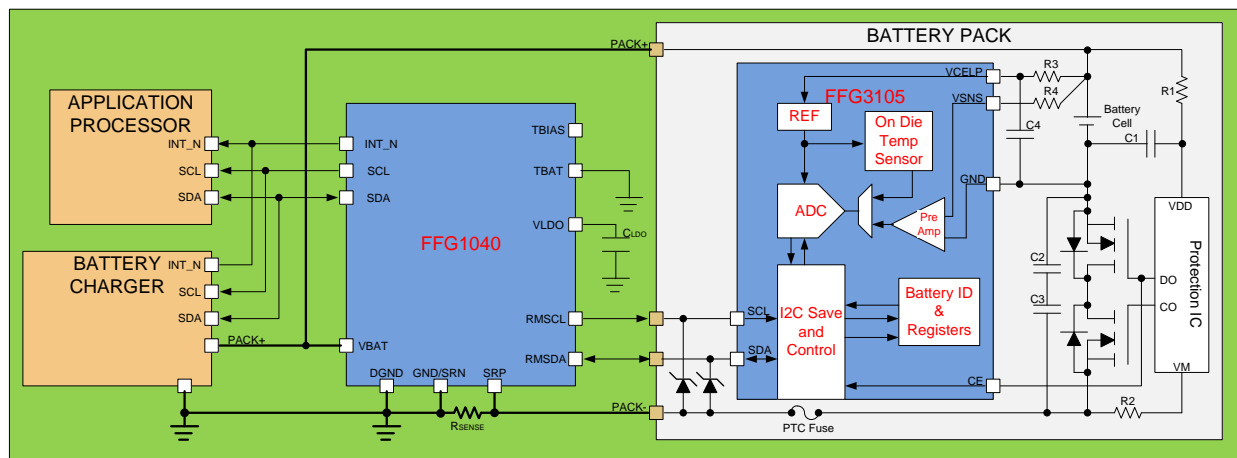 BATTERY PACK
PACK+
APPLICATION
PROCESSOR
INT_N
SCL
SDA
BATTERY
CHARGER
INT_N
SCL
SDA
PACK+
INT_N
SCL
SDA
VBAT
FFG1040
TBIAS
TBAT
VLDO
CLDO
RMSCL
RMSDA
DGND
GND/SRN
SRP
RSENSE
PACK-
PTC Fuse
FFG3105
VCELP
VSNS
GND
REF
On Die
Temp
Sensor
ADC
Pre
Amp
SCL
SDA
I2C Save
and
Control
Battery ID
&
Registers
CE
R3
R4
C4
Battery
Cell
R1
C1
C2
C3
VDD
DO
CO
VM
Protection IC
R2